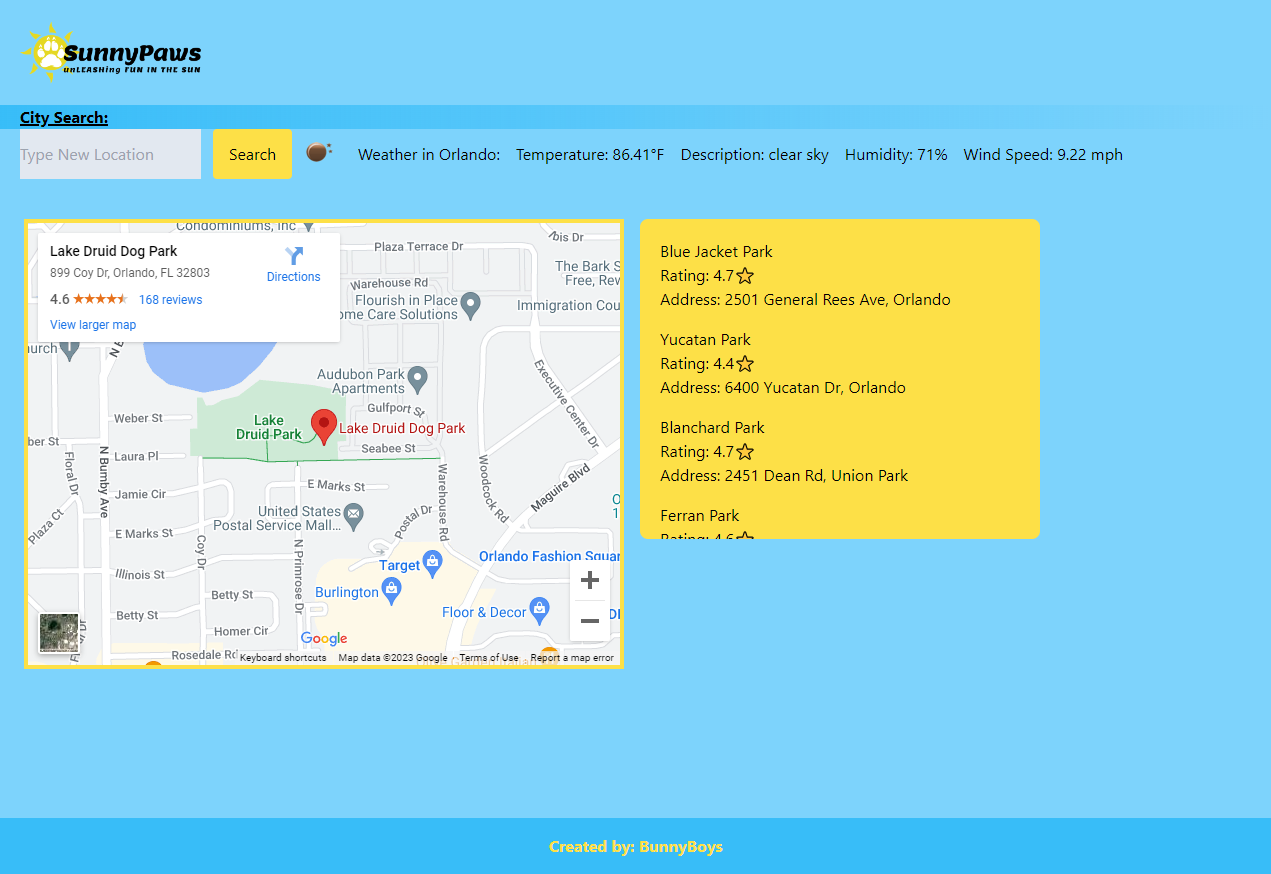 SunnyPaws
UNLEASHING FUN IN THE SUN
City Search:
Type New Location
Search
Weather in Orlando: Temperature: 86.41°F Description: clear sky Humidity: 71% Wind Speed: 9.22 mph
Lake Druid Dog Park
899 Coy Dr, Orlando, FL 32803
Directions
4.6 168 reviews
View larger map
Condominiums, Inc
Plaza Terrace Dr
Ibis Dr
The Bark S
Free, Rev
Warehouse Rd
Flourish in Place
ome Care Solutions
Immigration Cou
urch
NE
Audubon Park
Apartments
Executive Center Dr
Gulfport St
Weber St
Lake
Druid Park
Lake Druid Dog Park
ber St
Seabee St
Laura Pl
Floral Dr
N Bumby Ave
Warehouse Rd
Woodcock Rd
Maguire Blvd
Jamie Cir
E Marks St
United States
Postal Service Mall...
Postal Dr
Plaza Ct
E Marks St
Coy Dr
N Primrose Dr
Illinois St
Target
Orlando Fashion Squar
Betty St
Burlington
Betty St
Floor & Decor
Homer Cir
Google
Rosedale Rd
Keyboard shortcuts Map data ©2023 Google Terms of Use Report a map error
Blue Jacket Park
Rating: 4.7
Address: 2501 General Rees Ave, Orlando
Yucatan Park
Rating: 4.4
Address: 6400 Yucatan Dr, Orlando
Blanchard Park
Rating: 4.7
Address: 2451 Dean Rd, Union Park
Ferran Park
Rating: 4.6
Created by: BunnyBoys